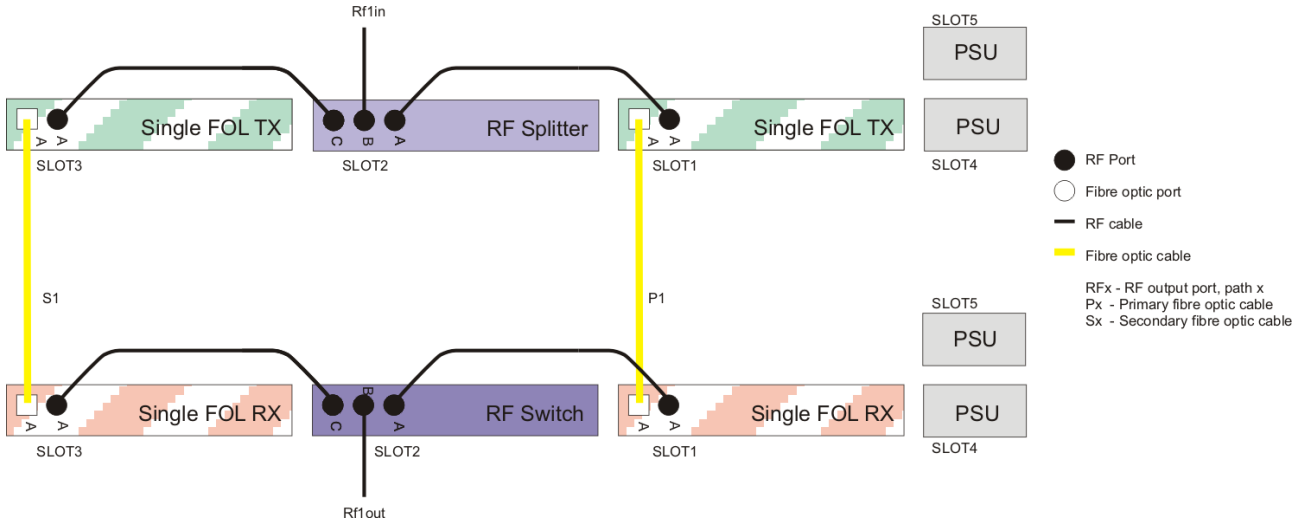 Rf1in
SLOT5
PSU
Single FOL TX
A
A
RF Splitter
C
B
A
Single FOL TX
A
A
PSU
SLOT3
SLOT2
SLOT1
SLOT4
RF Port
Fibre optic port
RF cable
Fibre optic cable
RFx - RF output port, path x
Px - Primary fibre optic cable
Sx - Secondary fibre optic cable
S1
P1
SLOT5
PSU
Single FOL RX
A
A
RF Switch
C
B
A
Single FOL RX
A
A
PSU
SLOT3
SLOT2
SLOT1
SLOT4
Rf1out